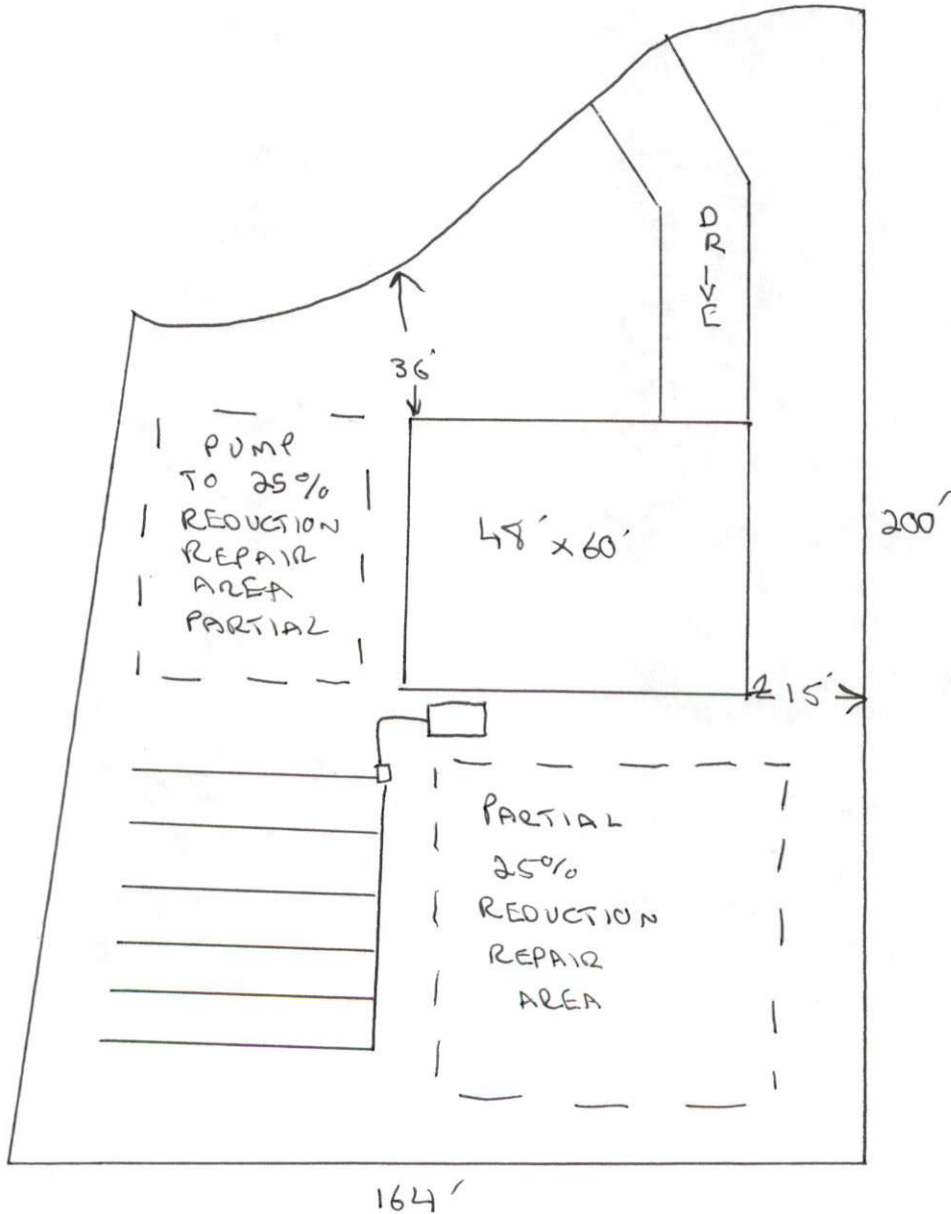 DRIVE
36'
PUMP
TO 25%
REDUCTION
REPAIR
AREA
PARTIAL
48' x 60'
200'
15'
PARTIAL
25%
REDUCTION
REPAIR
AREA
164'